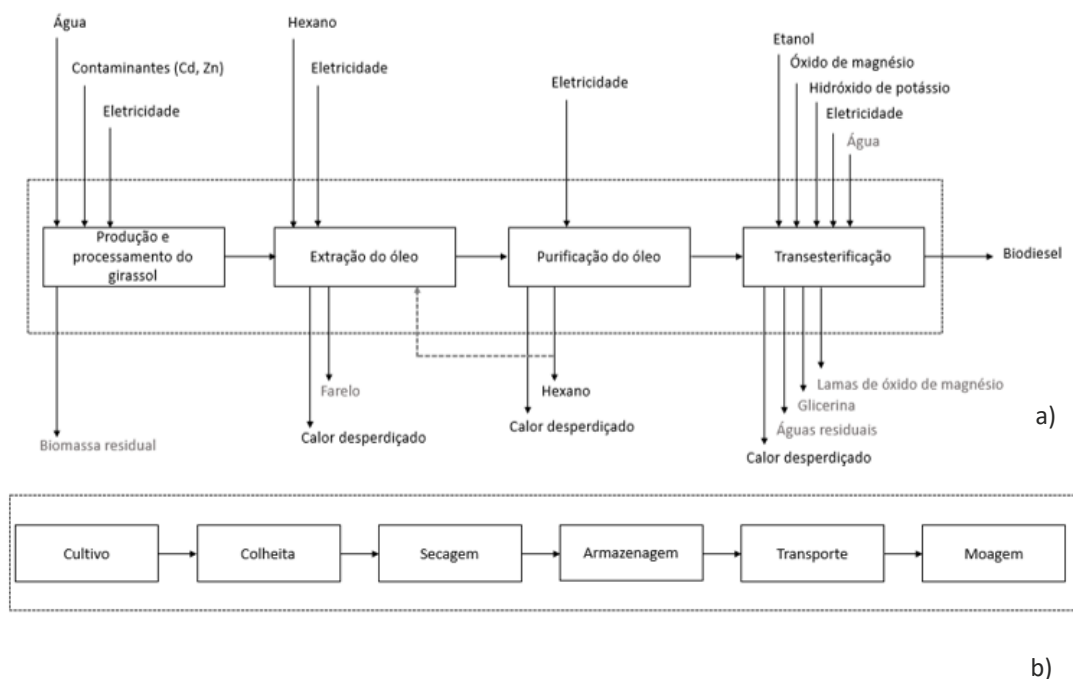 Água
Hexano
Etanol
Contaminantes (Cd, Zn)
Eletricidade
Eletricidade
Óxido de magnésio
Hidróxido de potássio
Eletricidade
Eletricidade
Água
Produção e
processamento do
girassol
Extração do óleo
Purificação do óleo
Transesterificação
Biodiesel
Farelo
Hexano
Lamas de óxido de magnésio
Glicerina
Biomassa residual
Calor desperdiçado
Calor desperdiçado
Águas residuais
Calor desperdiçado
a)
Cultivo
Colheita
Secagem
Armazenagem
Transporte
Moagem
b)